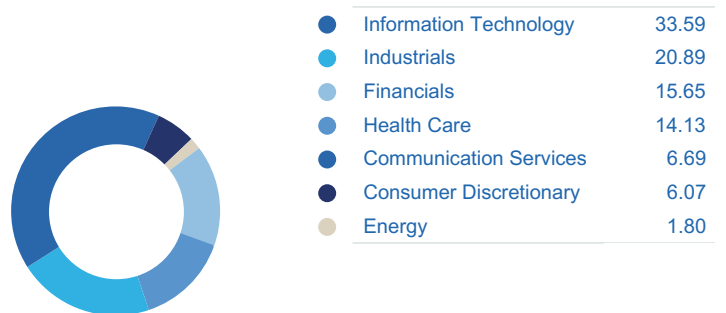 Information Technology 33.59
Industrials 20.89
Financials 15.65
Health Care 14.13
Communication Services 6.69
Consumer Discretionary 6.07
Energy 1.80